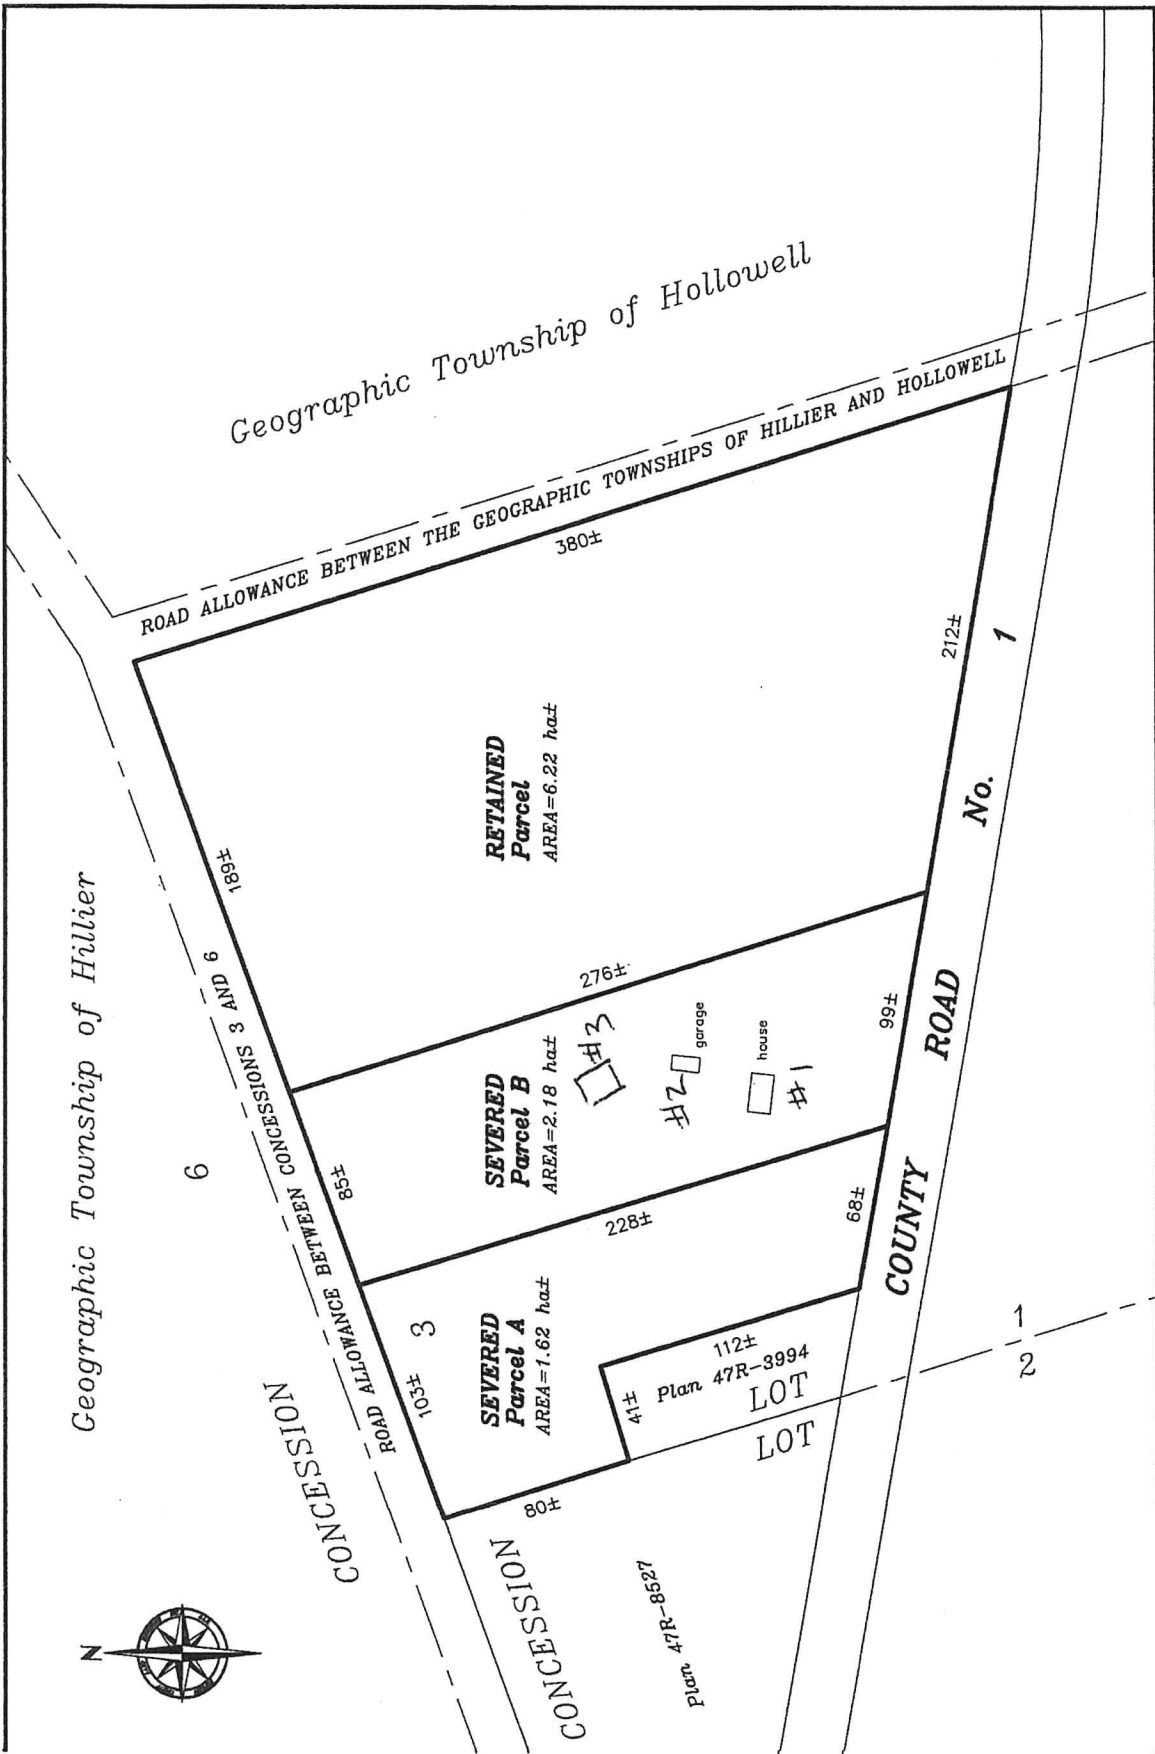 Geographic Township of Hillier
Geographic Township of Hollowell
N
CONCESSION
6
ROAD ALLOWANCE BETWEEN CONCESSIONS 3 AND 6
ROAD ALLOWANCE BETWEEN THE GEOGRAPHIC TOWNSHIPS OF HILLIER AND HOLLOWELL
103±
85±
189±
CONCESSION
3
SEVERED
Parcel A
AREA=1.62 ha±
SEVERED
Parcel B
AREA=2.18 ha±
RETAINED
Parcel
AREA=6.22 ha±
80±
41±
112±
228±
276±
380±
#3
#2
garage
house
#1
68±
99±
212±
Plan 47R-8527
Plan 47R-3994
LOT
LOT
1
2
COUNTY ROAD No. 1